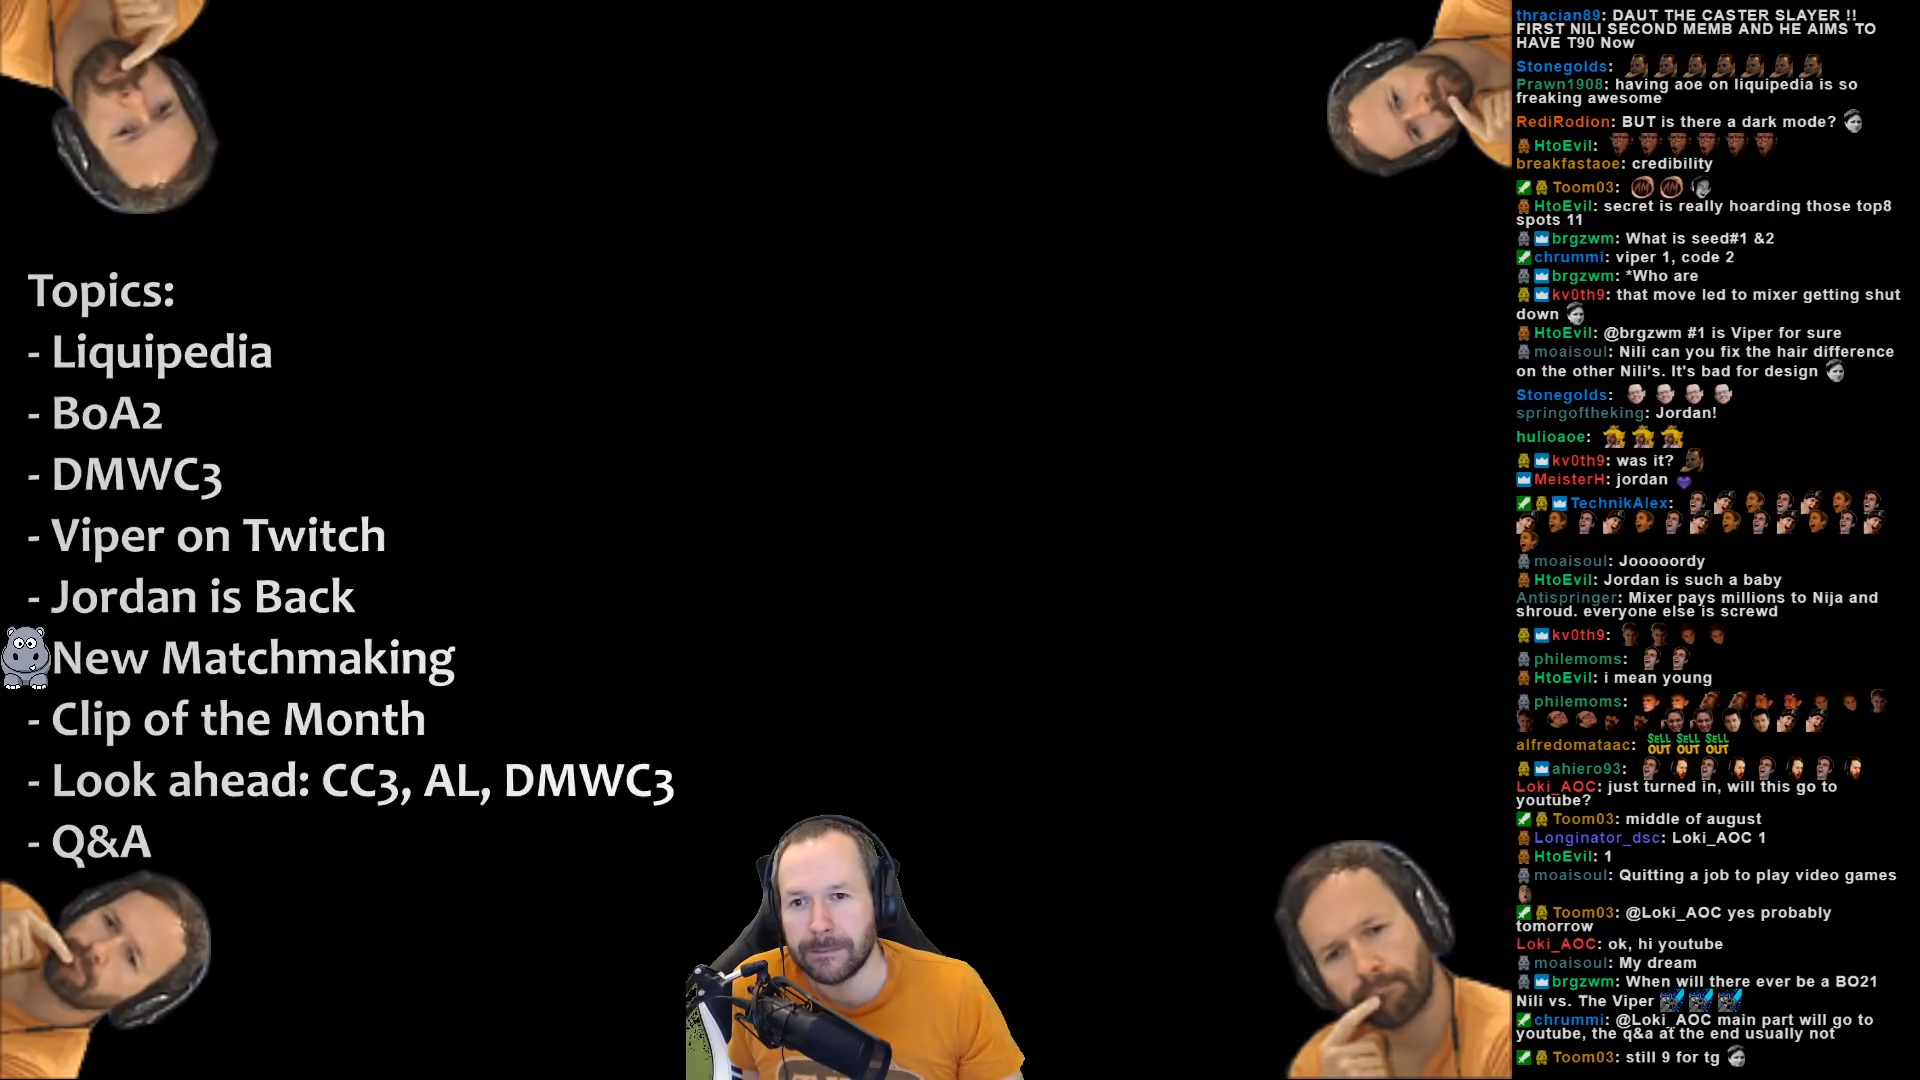 Topics:
- Liquipedia
- BoA2
- DMWC3
- Viper on Twitch
- Jordan is Back
New Matchmaking
- Clip of the Month
- Look ahead: CC3, AL, DMWC3
- Q&A
thracian89: DAUT THE CASTER SLAYER !!
FIRST NILI SECOND MEMB AND HE AIMS TO
HAVE T90 Now
Stonegolds:
Prawn1908: having aoe on liquipedia is so
freaking awesome
RediRodion: BUT is there a dark mode?
HtoEvil:
breakfastaoe: credibility
Toom03:
HtoEvil: secret is really hoarding those top8
spots 11
brgzwm: What is seed#1 &2
chrummi: viper 1, code 2
brgzwm: *Who are
kv0th9: that move led to mixer getting shut
down
HtoEvil: @brgzwm #1 is Viper for sure
moaisoul: Nili can you fix the hair difference
on the other Nili's. It's bad for design
Stonegolds:
springoftheking: Jordan!
hulioaoe:
kv0th9: was it?
MeisterH: jordan
TechnikAlex:
moaisoul: Jooooordy
HtoEvil: Jordan is such a baby
Antispringer: Mixer pays millions to Nija and
shroud. everyone else is screwd
kv0th9:
philemoms:
HtoEvil: i mean young
philemoms:
alfredomataac: SELL OUT SELL OUT SELL OUT
ahiero93:
Loki_AOC: just turned in, will this go to
youtube?
Toom03: middle of august
Longinator_dsc: Loki_AOC 1
HtoEvil: 1
moaisoul: Quitting a job to play video games
Toom03: @Loki_AOC yes probably
tomorrow
Loki_AOC: ok, hi youtube
moaisoul: My dream
brgzwm: When will there ever be a BO21
Nili vs. The Viper
chrummi: @Loki_AOC main part will go to
youtube, the q&a at the end usually not
Toom03: still 9 for tg